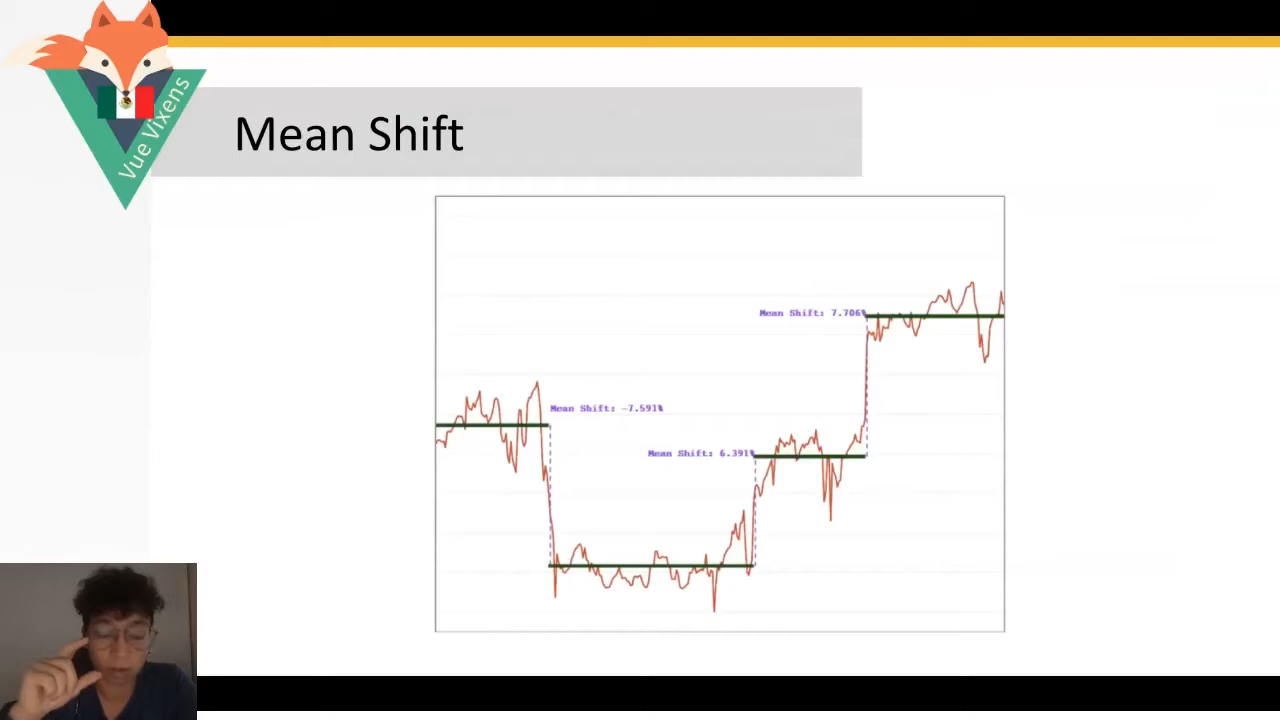 Vue Vixens
Mean Shift
Mean Shift: 7.706%
Mean Shift: -7.591%
Mean Shift: 6.391%